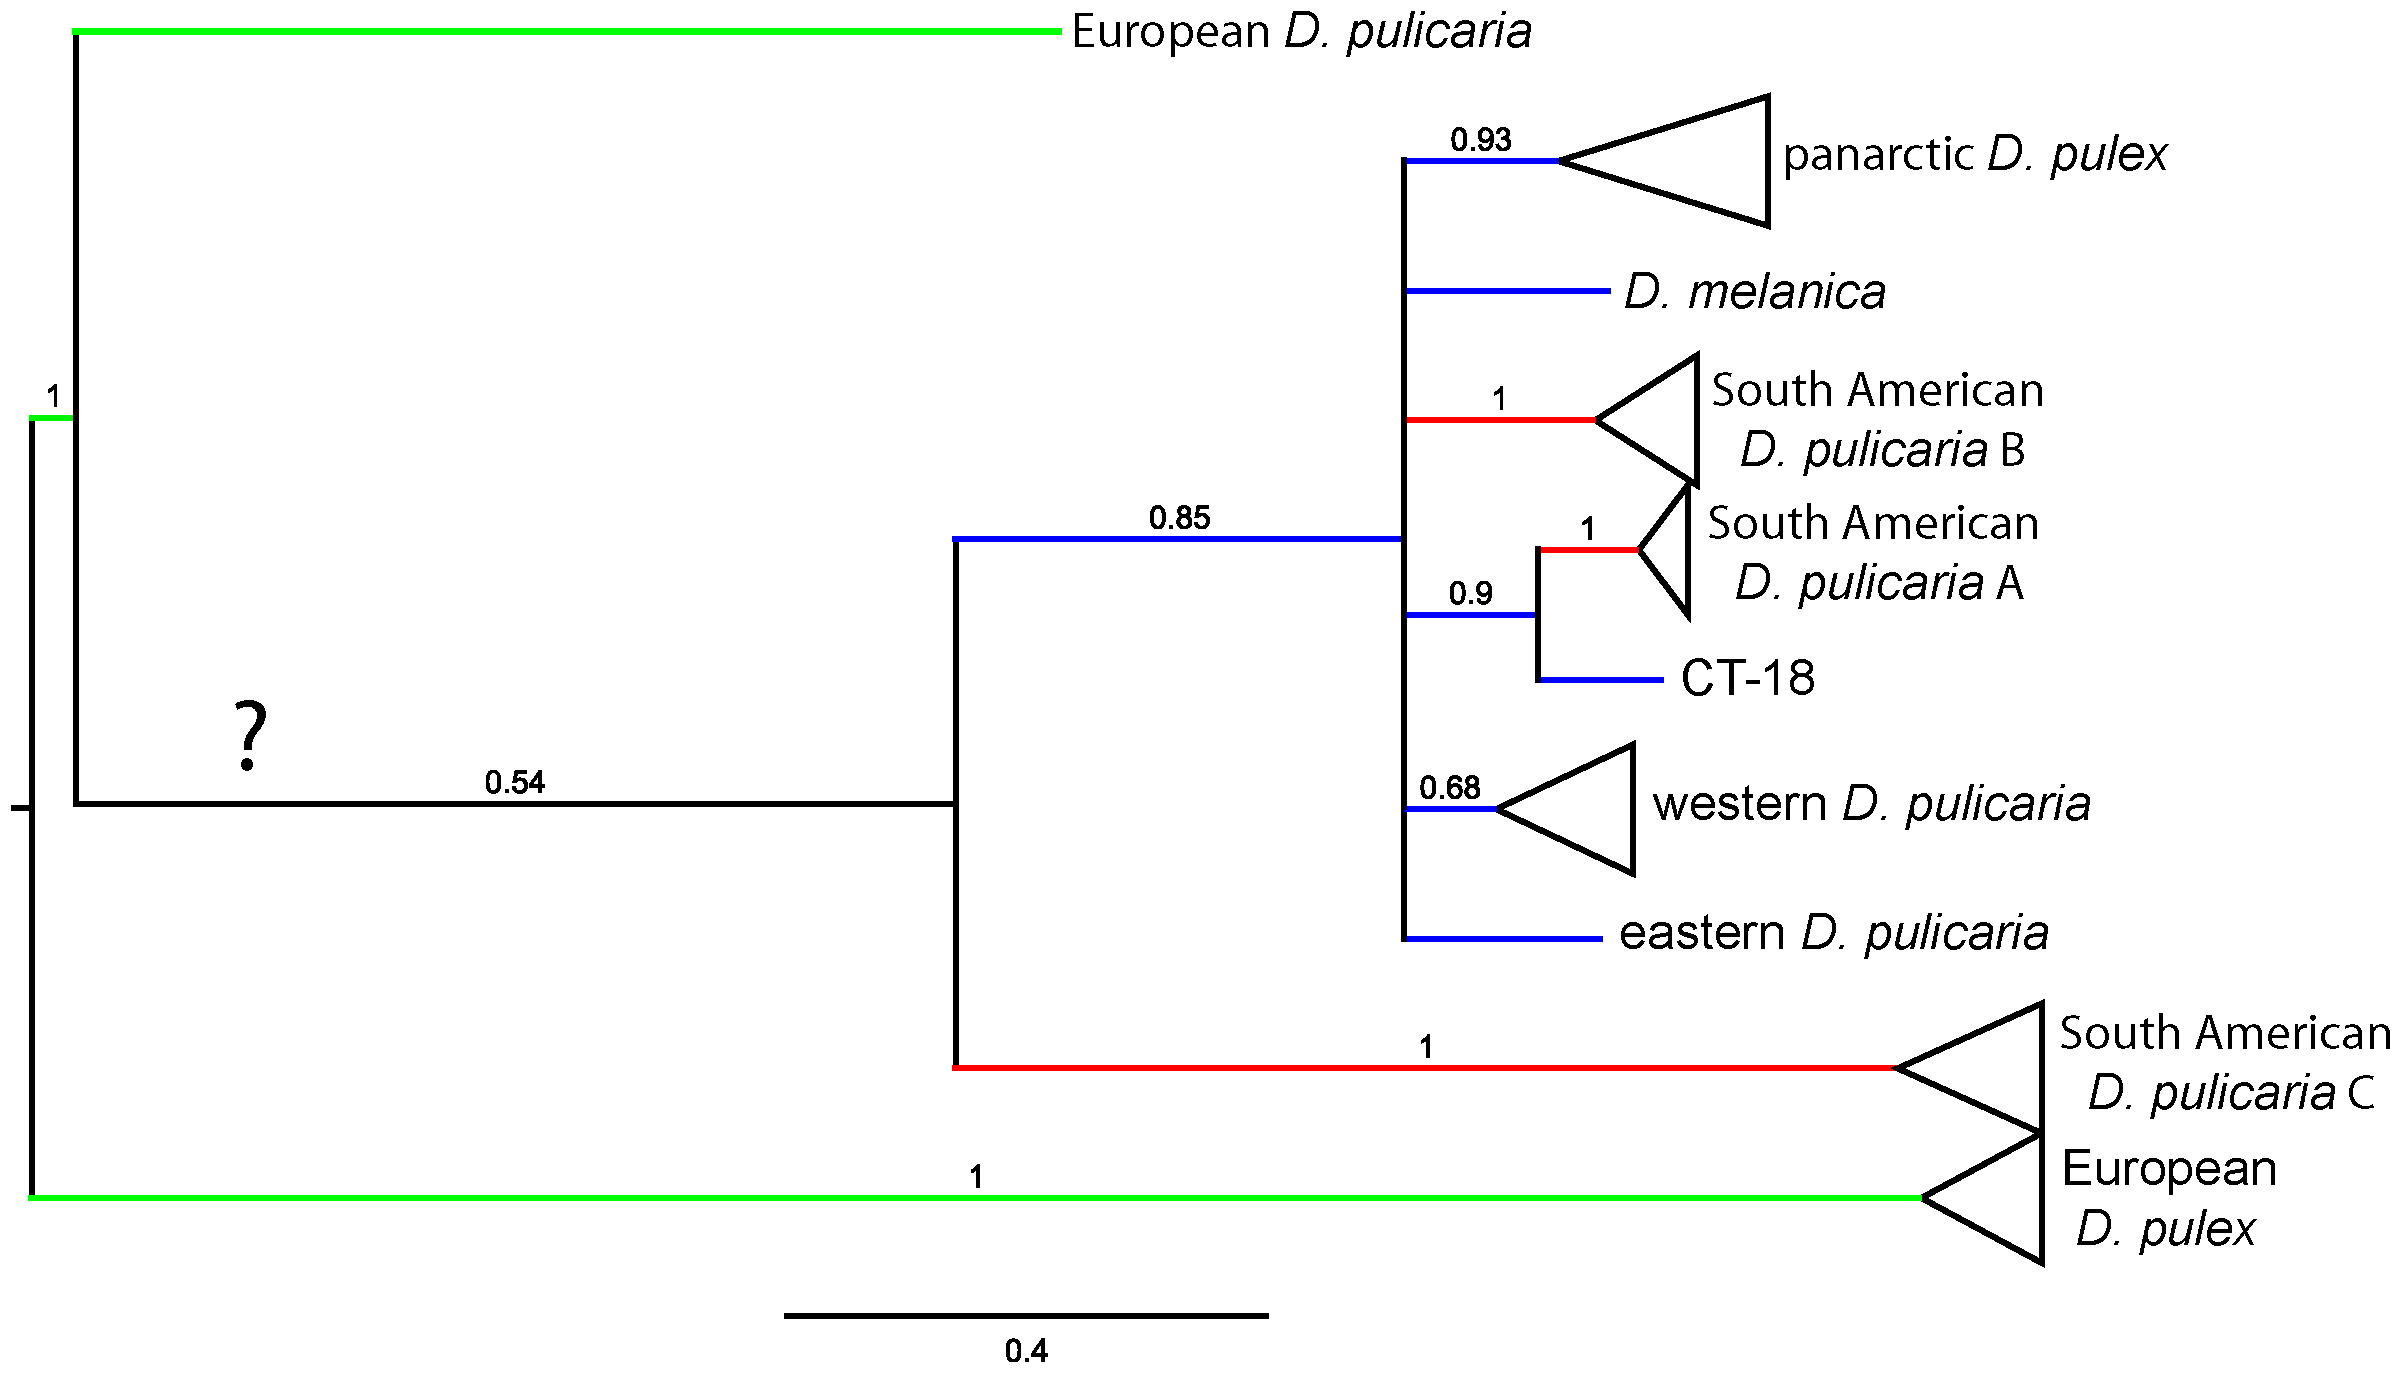 European D. pulicaria
0.93
panarctic D. pulex
D. melanica
1
1
South American
D. pulicaria B
0.85
1
South American
D. pulicaria A
0.9
CT-18
?
0.54
0.68
western D. pulicaria
eastern D. pulicaria
1
South American
D. pulicaria C
1
European
D. pulex
0.4